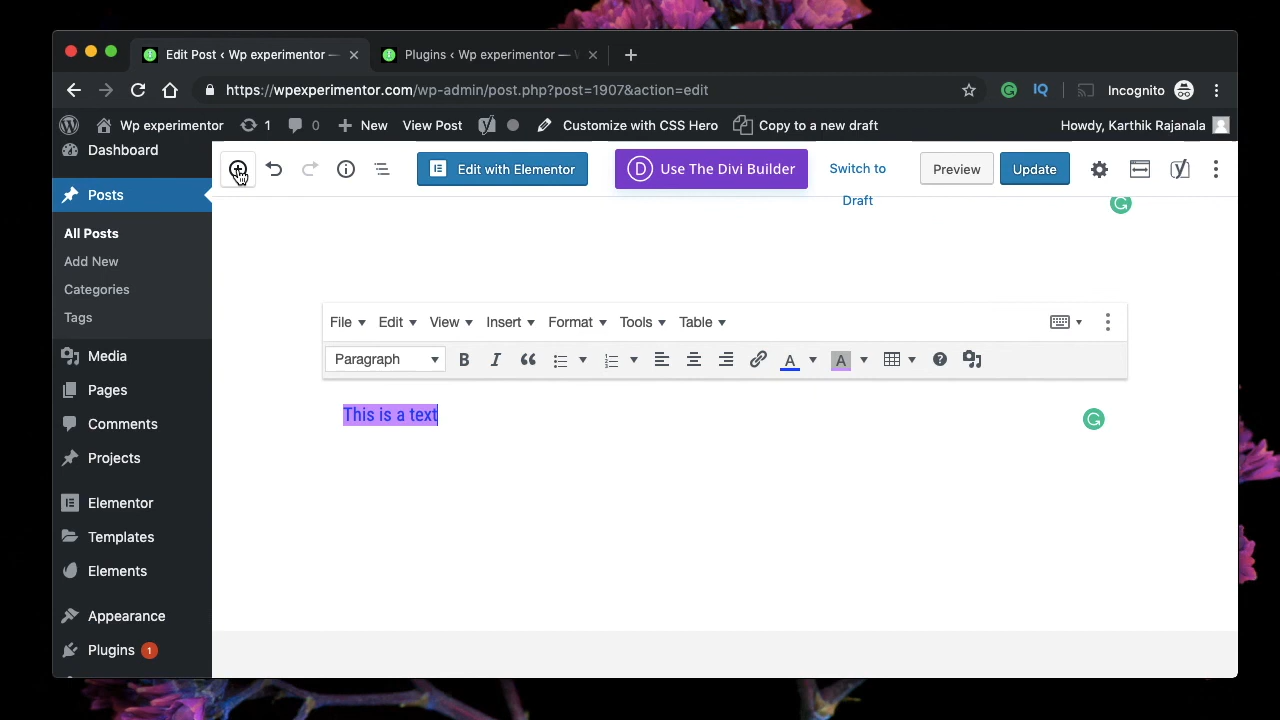 Edit Post ‹ Wp experimentor —
Plugins ‹ Wp experimentor —
https://wpexperimentor.com/wp-admin/post.php?post=1907&action=edit
IQ
Incognito
Wp experimentor
1
0
New
View Post
Customize with CSS Hero
Copy to a new draft
Howdy, Karthik Rajanala
Dashboard
Posts
All Posts
Add New
Categories
Tags
Media
Pages
Comments
Projects
Elementor
Templates
Elements
Appearance
Plugins 1
Edit with Elementor
D Use The Divi Builder
Switch to
Draft
Preview
Update
File Edit View Insert Format Tools Table
Paragraph B I A A
This is a text